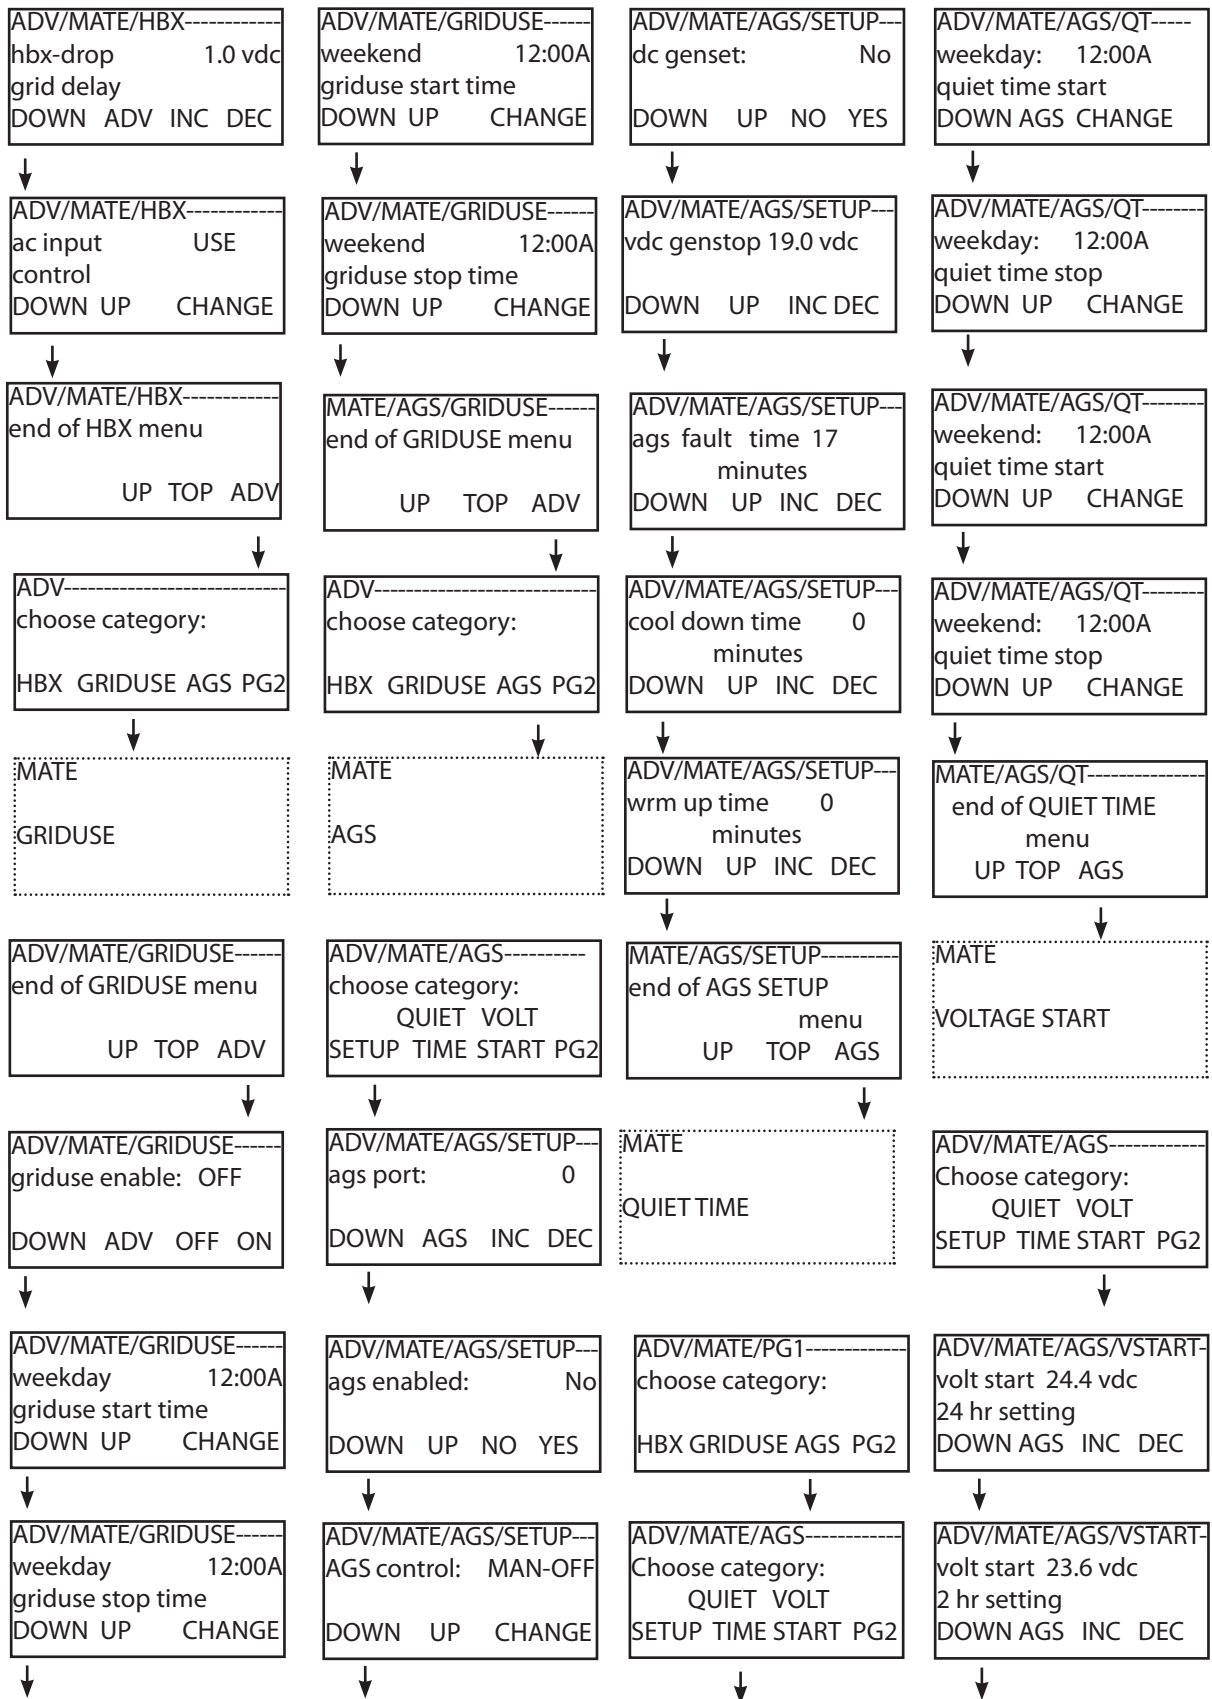 ADV/MATE/HBX------------
hbx-drop 1.0 vdc
grid delay
DOWN ADV INC DEC
ADV/MATE/HBX------------
ac input USE
control
DOWN UP CHANGE
ADV/MATE/HBX------------
end of HBX menu
UP TOP ADV
ADV----------------------------
choose category:
HBX GRIDUSE AGS PG2
MATE
GRIDUSE
ADV/MATE/GRIDUSE------
end of GRIDUSE menu
UP TOP ADV
ADV/MATE/GRIDUSE------
griduse enable: OFF
DOWN ADV OFF ON
ADV/MATE/GRIDUSE------
weekday 12:00A
griduse start time
DOWN UP CHANGE
ADV/MATE/GRIDUSE------
weekday 12:00A
griduse stop time
DOWN UP CHANGE
ADV/MATE/GRIDUSE------
weekend 12:00A
griduse start time
DOWN UP CHANGE
ADV/MATE/GRIDUSE------
weekend 12:00A
griduse stop time
DOWN UP CHANGE
MATE/AGS/GRIDUSE------
end of GRIDUSE menu
UP TOP ADV
ADV----------------------------
choose category:
HBX GRIDUSE AGS PG2
MATE
AGS
ADV/MATE/AGS----------
choose category:
QUIET VOLT
SETUP TIME START PG2
ADV/MATE/AGS/SETUP---
ags port: 0
DOWN AGS INC DEC
ADV/MATE/AGS/SETUP---
ags enabled: No
DOWN UP NO YES
ADV/MATE/AGS/SETUP---
AGS control: MAN-OFF
DOWN UP CHANGE
ADV/MATE/AGS/SETUP---
dc genset: No
DOWN UP NO YES
ADV/MATE/AGS/SETUP---
vdc genstop 19.0 vdc
DOWN UP INC DEC
ADV/MATE/AGS/SETUP---
ags fault time 17
minutes
DOWN UP INC DEC
ADV/MATE/AGS/SETUP---
cool down time 0
minutes
DOWN UP INC DEC
ADV/MATE/AGS/SETUP---
wrm up time 0
minutes
DOWN UP INC DEC
MATE/AGS/SETUP----------
end of AGS SETUP
menu
UP TOP AGS
MATE
QUIET TIME
ADV/MATE/PG1-------------
choose category:
HBX GRIDUSE AGS PG2
ADV/MATE/AGS------------
Choose category:
QUIET VOLT
SETUP TIME START PG2
ADV/MATE/AGS/QT-----
weekday: 12:00A
quiet time start
DOWN AGS CHANGE
ADV/MATE/AGS/QT--------
weekday: 12:00A
quiet time stop
DOWN UP CHANGE
ADV/MATE/AGS/QT--------
weekend: 12:00A
quiet time start
DOWN UP CHANGE
ADV/MATE/AGS/QT--------
weekend: 12:00A
quiet time stop
DOWN UP CHANGE
MATE/AGS/QT---------------
end of QUIET TIME
menu
UP TOP AGS
MATE
VOLTAGE START
ADV/MATE/AGS------------
Choose category:
QUIET VOLT
SETUP TIME START PG2
ADV/MATE/AGS/VSTART-
volt start 24.4 vdc
24 hr setting
DOWN AGS INC DEC
ADV/MATE/AGS/VSTART-
volt start 23.6 vdc
2 hr setting
DOWN AGS INC DEC